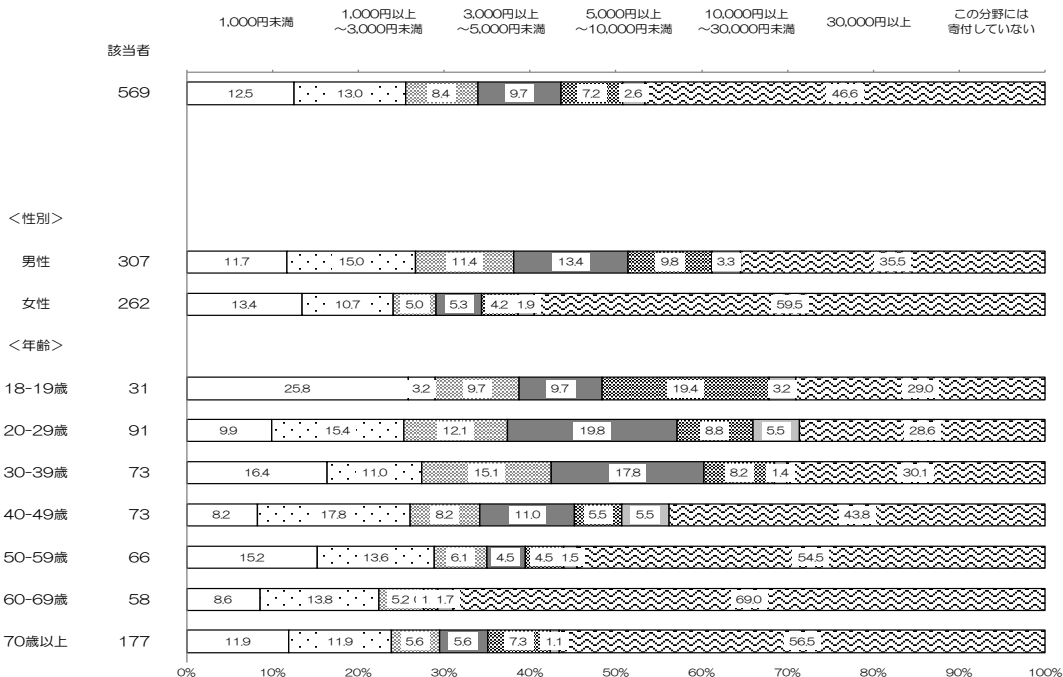 1,000円未満
1,000円以上
～3,000円未満
3,000円以上
～5,000円未満
5,000円以上
～10,000円未満
10,000円以上
～30,000円未満
30,000円以上
この分野には
寄付していない
該当者
569 12.5 13.0 8.4 9.7 7.2 2.6 46.6
＜性別＞
男性 307 11.7 15.0 11.4 13.4 9.8 3.3 35.5
女性 262 13.4 10.7 5.0 5.3 4.2 1.9 59.5
＜年齢＞
18-19歳 31 25.8 3.2 9.7 9.7 19.4 3.2 29.0
20-29歳 91 9.9 15.4 12.1 19.8 8.8 5.5 28.6
30-39歳 73 16.4 11.0 15.1 17.8 8.2 1.4 30.1
40-49歳 73 8.2 17.8 8.2 11.0 5.5 5.5 43.8
50-59歳 66 15.2 13.6 6.1 4.5 4.5 1.5 54.5
60-69歳 58 8.6 13.8 5.2 1.7 69.0
70歳以上 177 11.9 11.9 5.6 5.6 7.3 1.1 56.5
0% 10% 20% 30% 40% 50% 60% 70% 80% 90% 100%